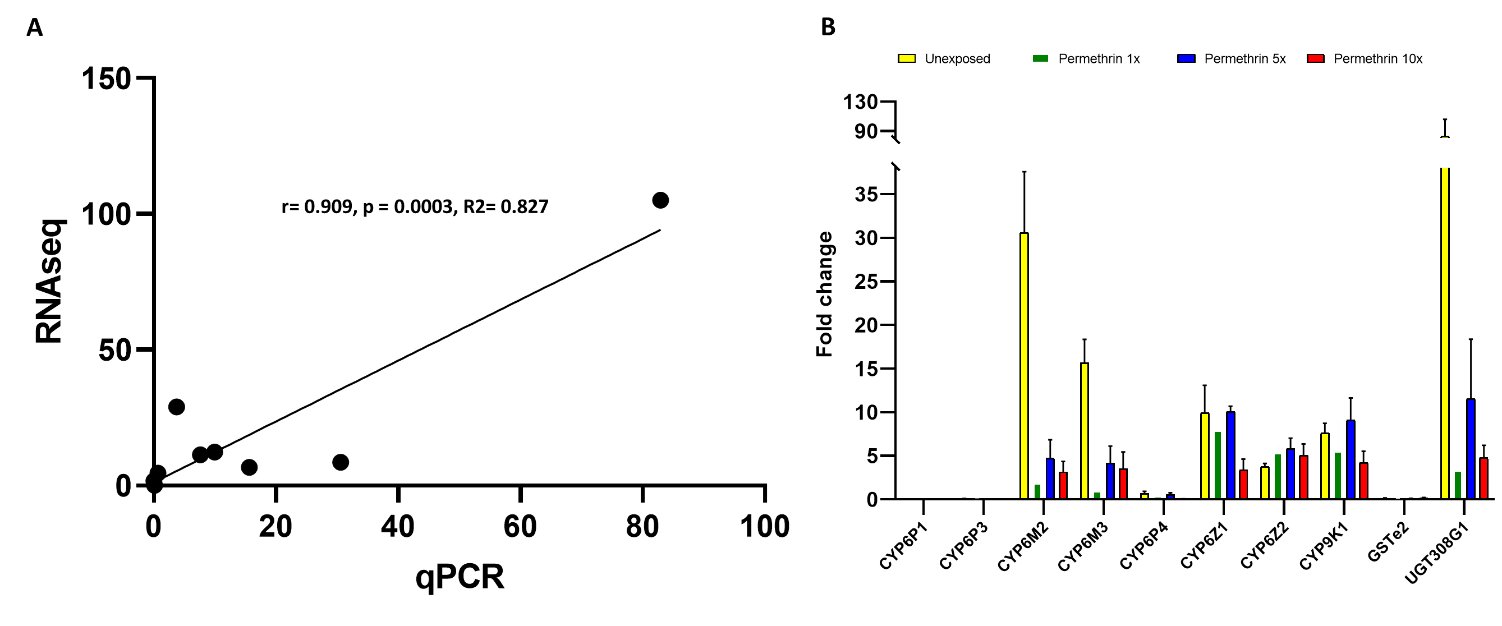 A
150
100
50
0
RNAseq
r= 0.909, p = 0.0003, R2= 0.827
0 20 40 60 80 100
qPCR
B
Unexposed Permethrin 1x Permethrin 5x Permethrin 10x
130
90
35
30
25
20
15
10
5
0
Fold change
CYP6P1
CYP6P3
CYP6M2
CYP6M3
CYP6P4
CYP6Z1
CYP6Z2
CYP9K1
GSTe2
UGT308G1